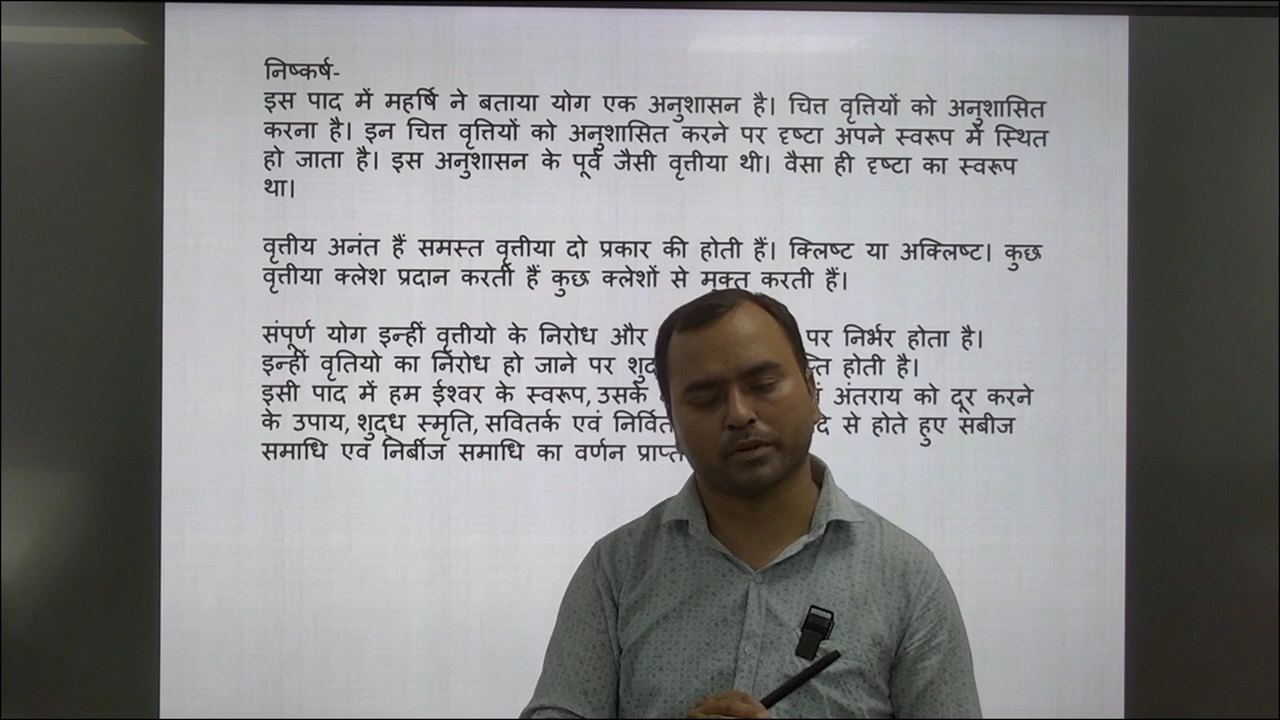 निष्कर्ष-
इस पाद में महर्षि ने बताया योग एक अनुशासन है। चित्त वृत्तियों को अनुशासित
करना है। इन चित्त वृत्तियों को अनुशासित करने पर दृष्टा अपने स्वरूप में स्थित
हो जाता है। इस अनुशासन के पूर्व जैसी वृत्तीया थी। वैसा ही दृष्टा का स्वरूप
था।
वृत्तीय अनंत हैं समस्त वृत्तीया दो प्रकार की होती हैं। क्लिष्ट या अक्लिष्ट। कुछ
वृत्तीया क्लेश प्रदान करती हैं कुछ क्लेशों से मुक्त करती हैं।
संपूर्ण योग इन्हीं वृत्तीयो के निरोध और पर निर्भर होता है।
इन्हीं वृतियो का निरोध हो जाने पर होती है।
इसी पाद में हम ईश्वर के स्वरूप, उसके अंतराय को दूर करने
के उपाय, शुद्ध स्मृति, सवितर्क एवं से होते हुए सबीज
समाधि एवं निर्बीज समाधि का वर्णन प्राप्त